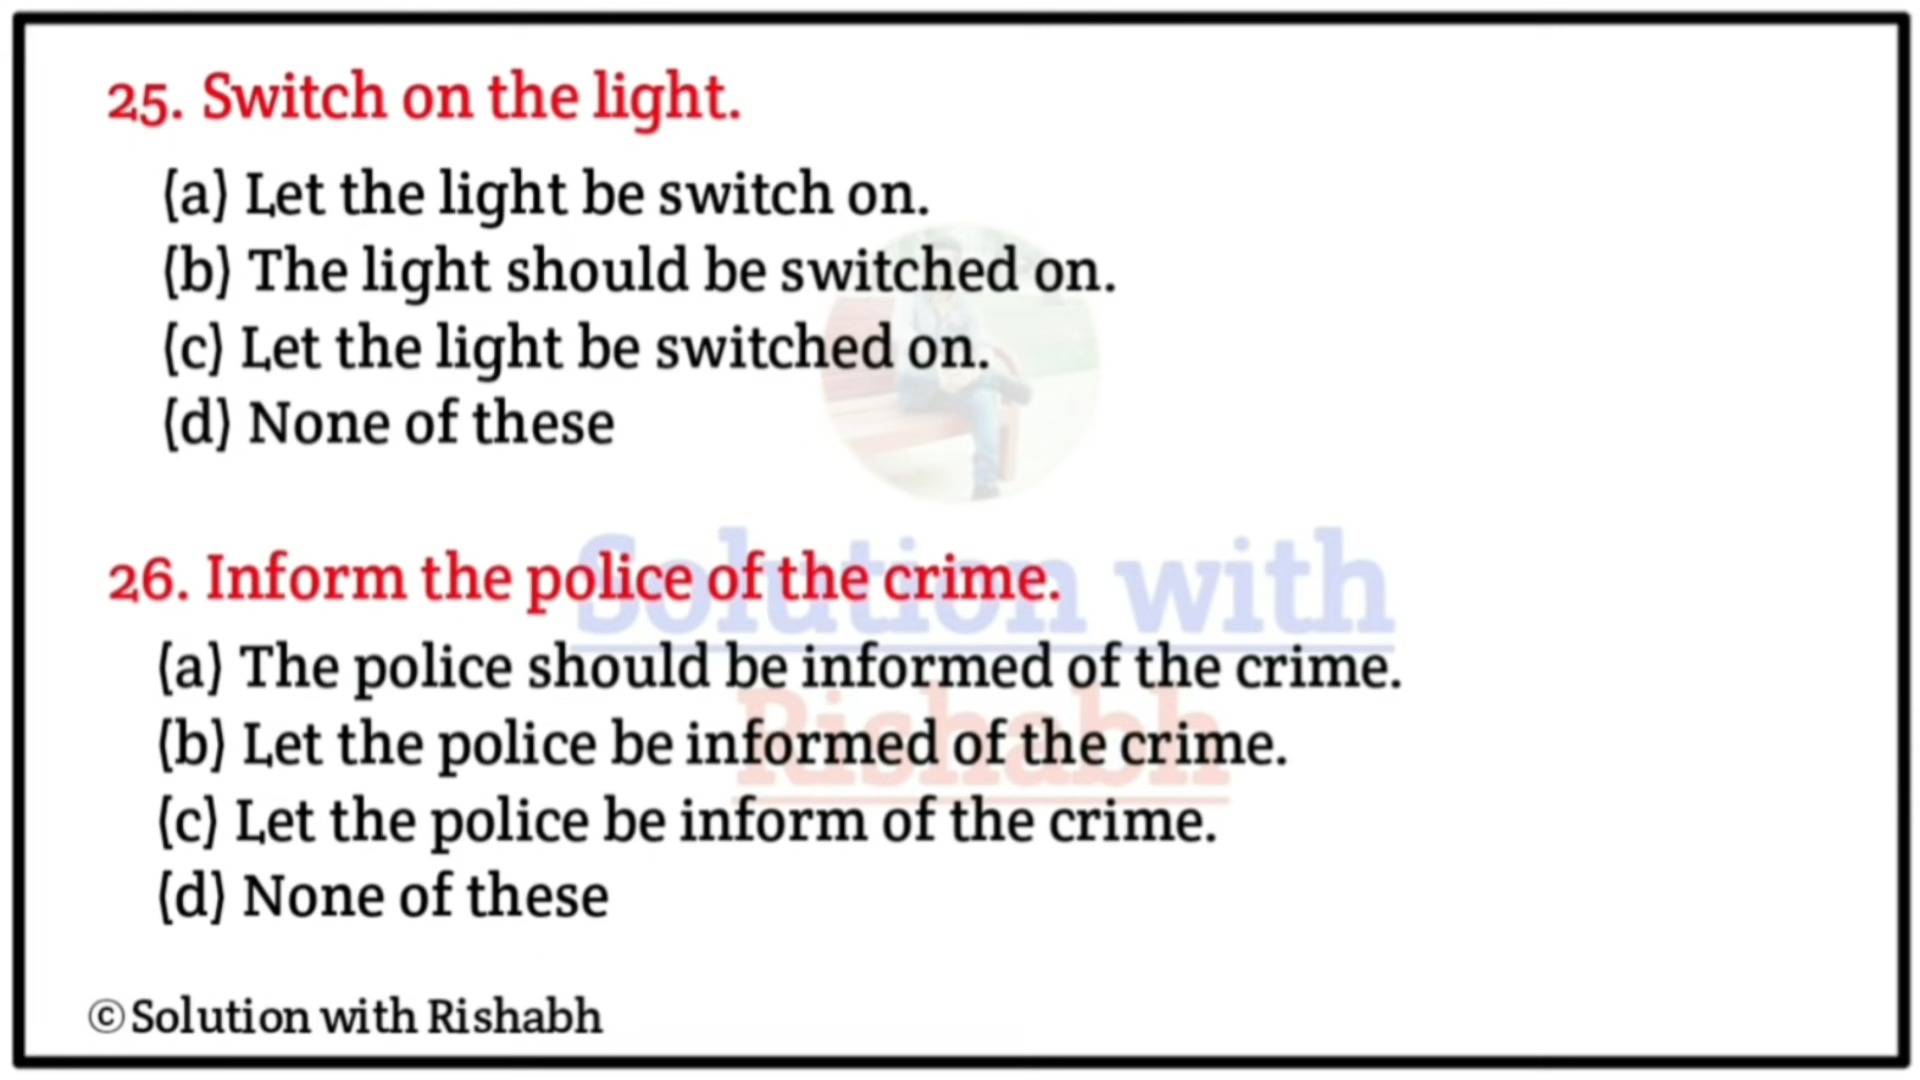 25. Switch on the light.
(a) Let the light be switch on.
(b) The light should be switched on.
(c) Let the light be switched on.
(d) None of these
Solution with
26. Inform the police of the crime.
(a) The police should be informed of the crime.
Rishabh
(b) Let the police be informed of the crime.
(c) Let the police be inform of the crime.
(d) None of these
©Solution with Rishabh